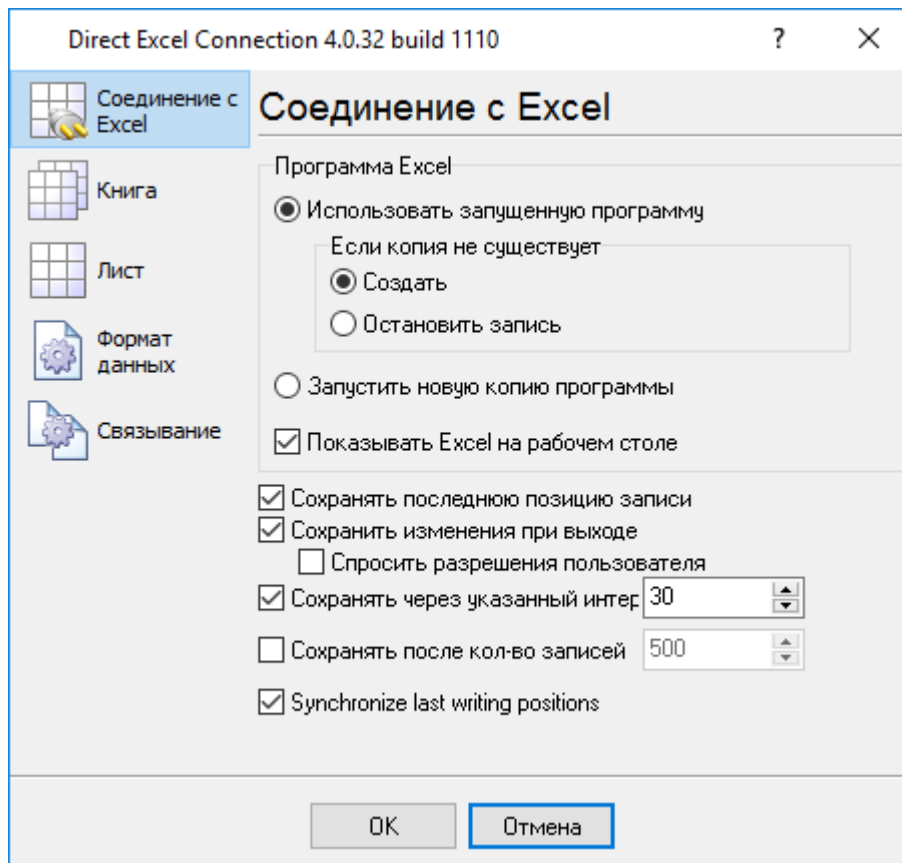 Direct Excel Connection 4.0.32 build 1110
?
Соединение с
Excel
Книга
Лист
Формат
данных
Связывание
Соединение с Excel
Программа Excel
Использовать запущенную программу
Если копия не существует
Создать
Остановить запись
Запустить новую копию программы
Показывать Excel на рабочем столе
Сохранять последнюю позицию записи
Сохранить изменения при выходе
Спросить разрешения пользователя
Сохранять через указанный интер 30
Сохранять после кол-во записей 500
Synchronize last writing positions
OK Отмена